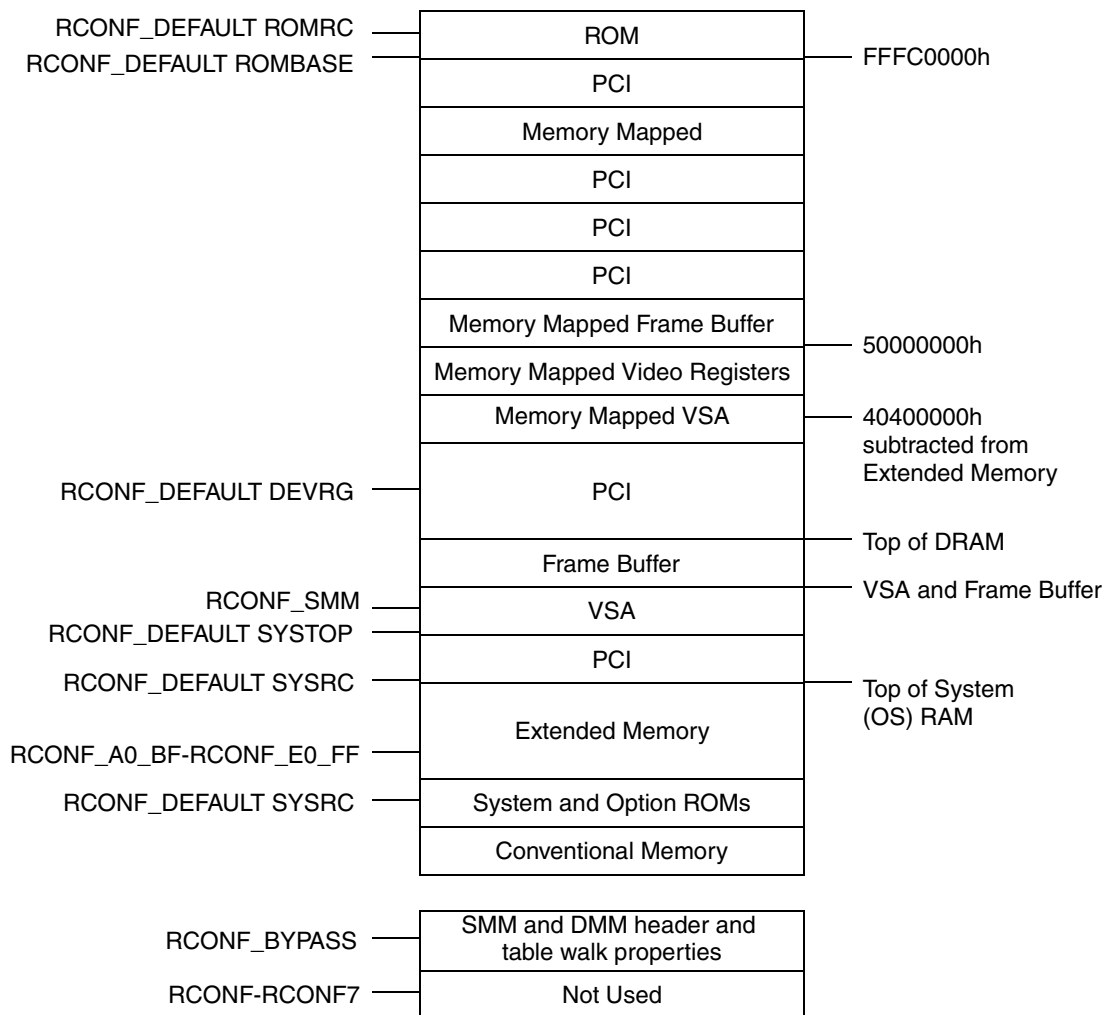 RCONF_DEFAULT ROMRC
ROM
RCONF_DEFAULT ROMBASE
FFFC0000h
PCI
Memory Mapped
PCI
PCI
PCI
Memory Mapped Frame Buffer
50000000h
Memory Mapped Video Registers
Memory Mapped VSA
40400000h
subtracted from
Extended Memory
RCONF_DEFAULT DEVRG
PCI
Top of DRAM
Frame Buffer
VSA and Frame Buffer
RCONF_SMM
VSA
RCONF_DEFAULT SYSTOP
PCI
RCONF_DEFAULT SYSRC
Top of System
(OS) RAM
Extended Memory
RCONF_A0_BF-RCONF_E0_FF
RCONF_DEFAULT SYSRC
System and Option ROMs
Conventional Memory
RCONF_BYPASS
SMM and DMM header and
table walk properties
RCONF-RCONF7
Not Used